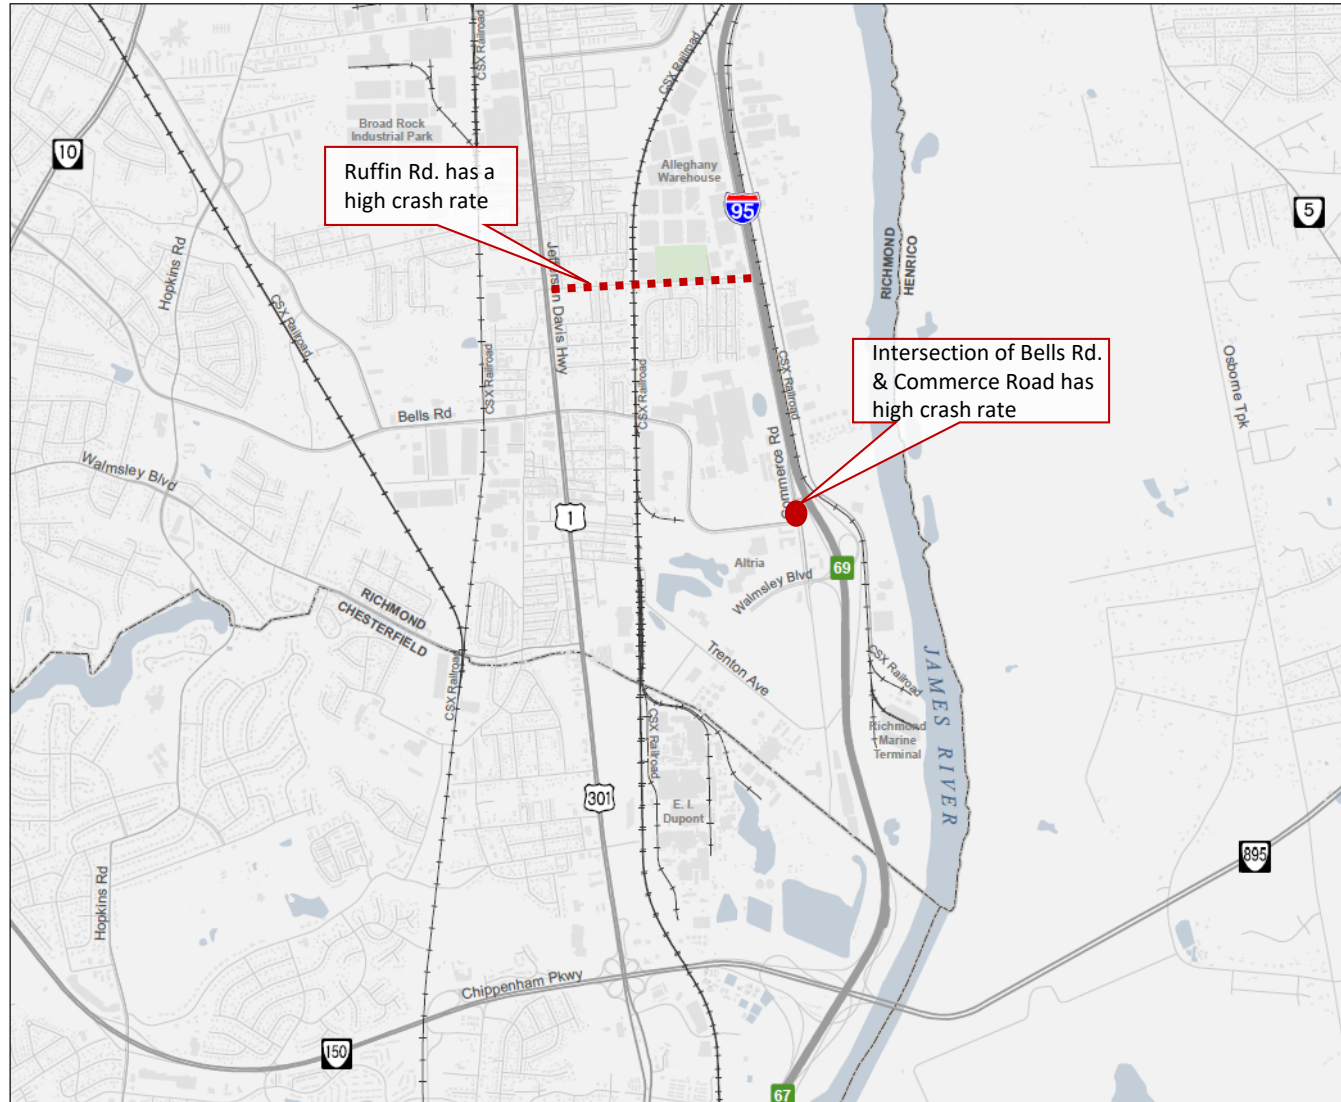 CSX Railroad
CSX Railroad
Broad Rock
Industrial Park
10
Ruffin Rd. has a
high crash rate
Alleghany
Warehouse
95
5
RICHMOND
HENRICO
Hopkins Rd
Jefferson Davis Hwy
CSX Railroad
CSX Railroad
CSX Railroad
CSX Railroad
Intersection of Bells Rd.
& Commerce Road has
high crash rate
Osborne Tpk
Bells Rd
Commerce Rd
Walmsley Blvd
1
Altria
69
Walmsley Blvd
RICHMOND
CHESTERFIELD
Trenton Ave
CSX Railroad
CSX Railroad
CSX Railroad
Richmond
Marine
Terminal
JAMES RIVER
301
E. I.
Dupont
895
Hopkins Rd
Chippenham Pkwy
150
67